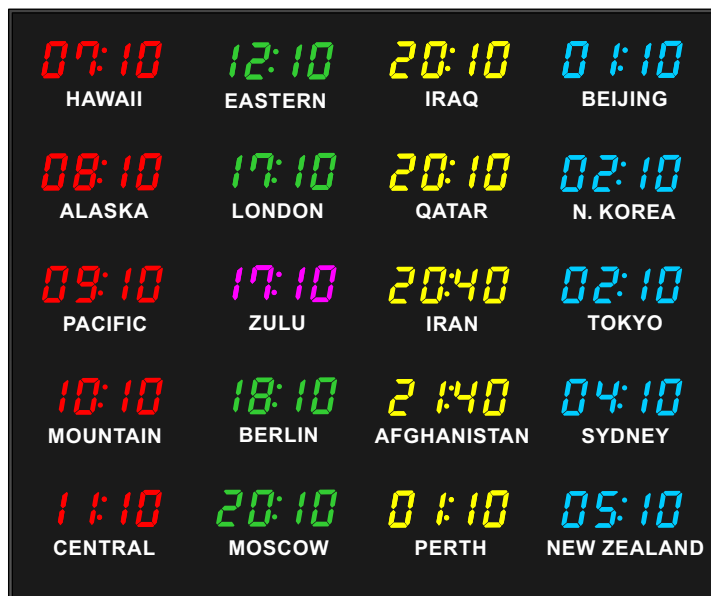 07:10 12:10 20:10 01:10
HAWAII EASTERN IRAQ BEIJING
08:10 17:10 20:10 02:10
ALASKA LONDON QATAR N. KOREA
09:10 17:10 20:40 02:10
PACIFIC ZULU IRAN TOKYO
10:10 18:10 21:40 04:10
MOUNTAIN BERLIN AFGHANISTAN SYDNEY
11:10 20:10 01:10 05:10
CENTRAL MOSCOW PERTH NEW ZEALAND